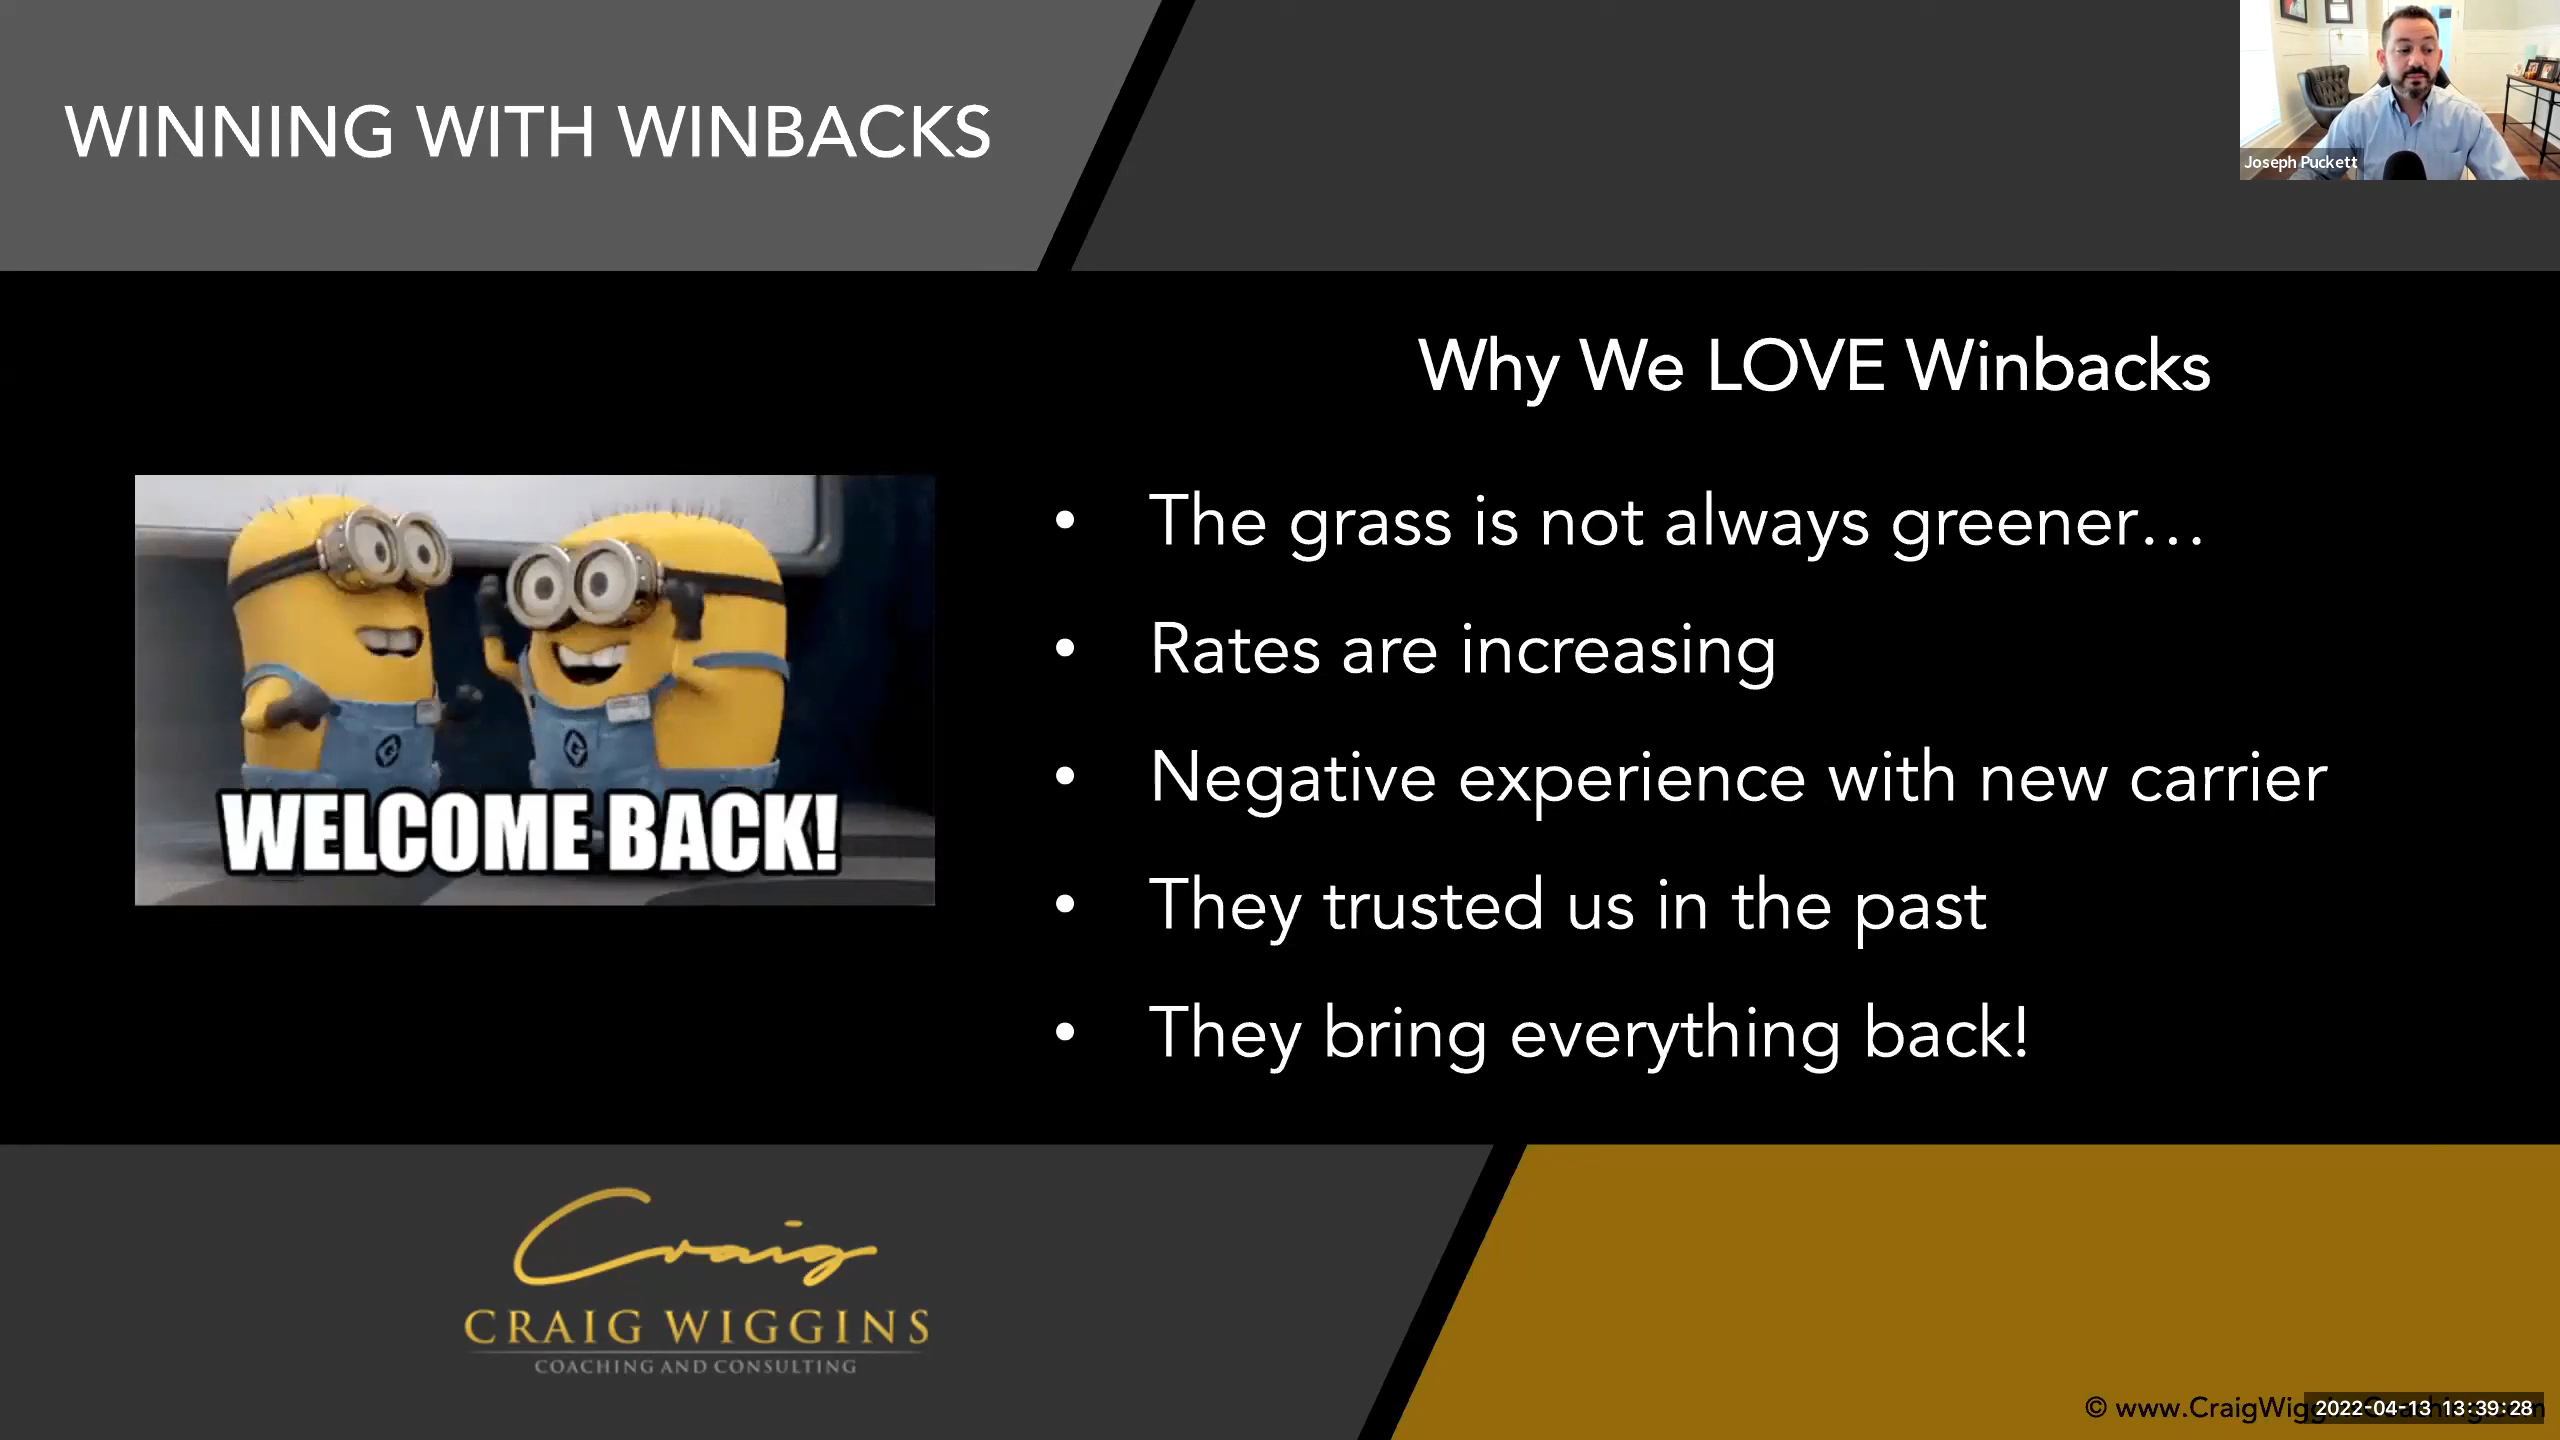 WINNING WITH WINBACKS
Joseph Puckett
Why We LOVE Winbacks
• The grass is not always greener…
• Rates are increasing
• Negative experience with new carrier
• They trusted us in the past
• They bring everything back!
WELCOME BACK!
Craig
CRAIG WIGGINS
COACHING AND CONSULTING
© www.CraigWigginsCoaching.com
2022-04-13 13:39:28